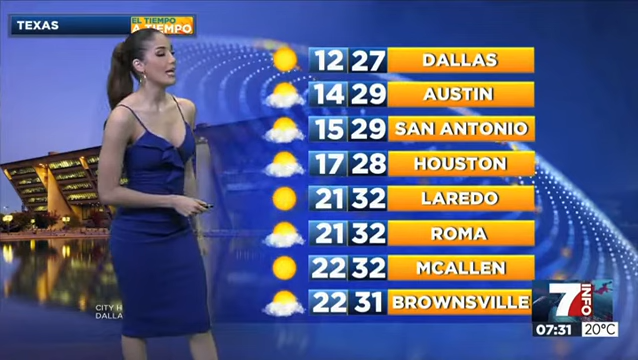 TEXAS
EL TIEMPO
A TIEMPO
12 27 DALLAS
14 29 AUSTIN
15 29 SAN ANTONIO
17 28 HOUSTON
21 32 LAREDO
21 32 ROMA
22 32 MCALLEN
22 31 BROWNSVILLE
CITY H
DALLA
7 INFO
07:31 20°C